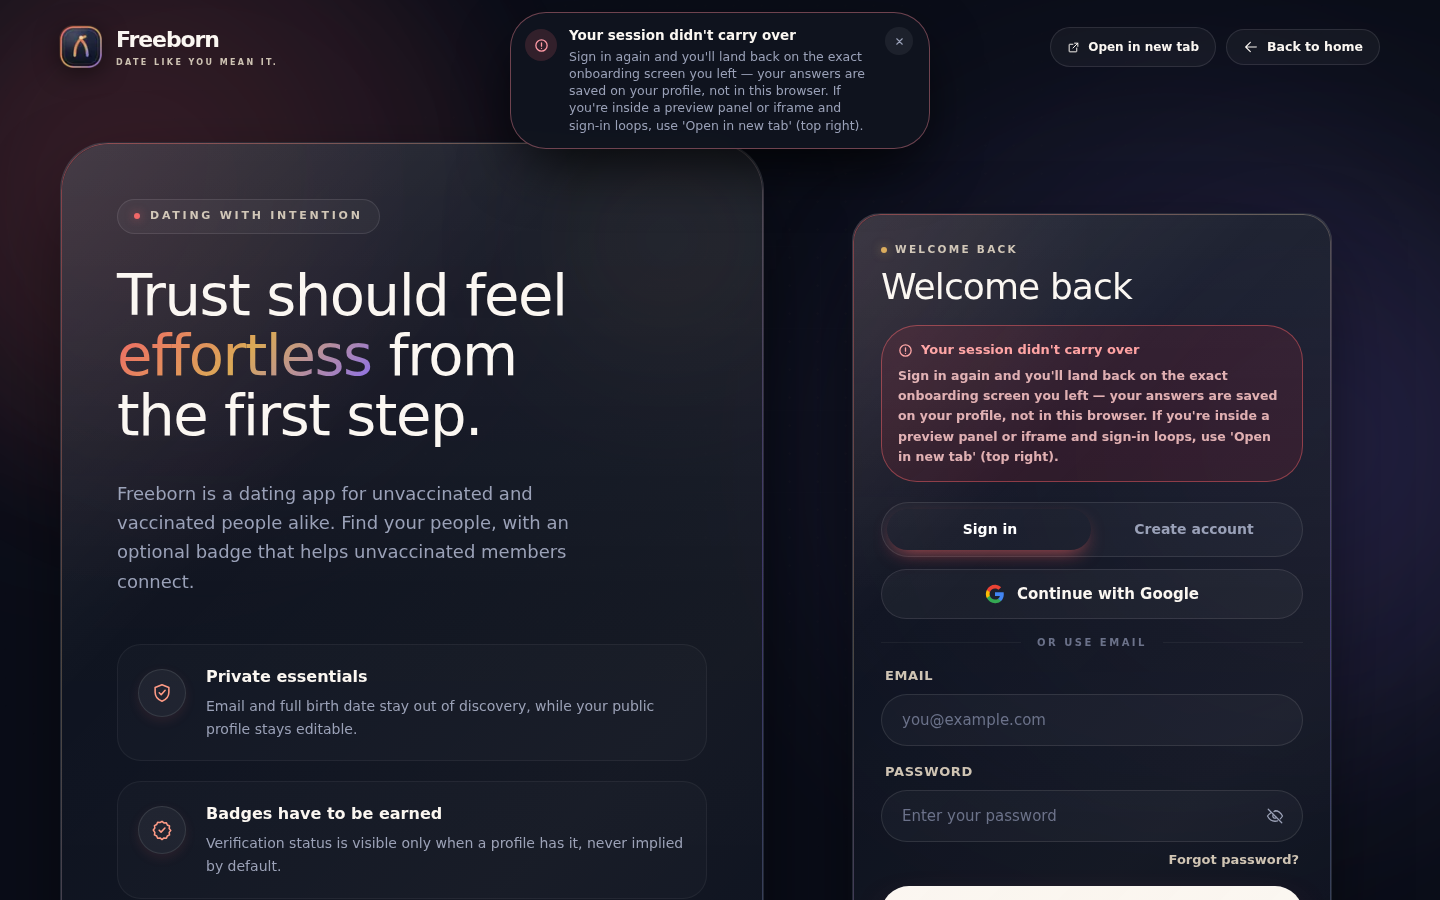 Freeborn
DATE LIKE YOU MEAN IT.
Your session didn't carry over
Sign in again and you'll land back on the exact
onboarding screen you left — your answers are
saved on your profile, not in this browser. If
you're inside a preview panel or iframe and
sign-in loops, use 'Open in new tab' (top right).
Open in new tab
Back to home
DATING WITH INTENTION
Trust should feel
effortless from
the first step.
Freeborn is a dating app for unvaccinated and
vaccinated people alike. Find your people, with an
optional badge that helps unvaccinated members
connect.
Private essentials
Email and full birth date stay out of discovery, while your public
profile stays editable.
Badges have to be earned
Verification status is visible only when a profile has it, never implied
by default.
WELCOME BACK
Welcome back
Your session didn't carry over
Sign in again and you'll land back on the exact
onboarding screen you left — your answers are saved
on your profile, not in this browser. If you're inside a
preview panel or iframe and sign-in loops, use 'Open
in new tab' (top right).
Sign in
Create account
Continue with Google
OR USE EMAIL
EMAIL
you@example.com
PASSWORD
Enter your password
Forgot password?